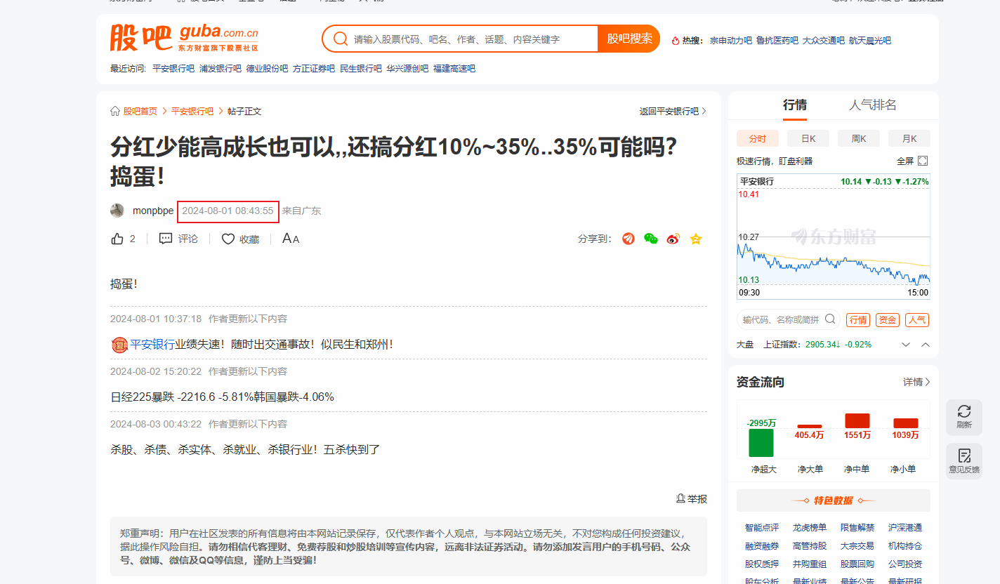 股吧 guba.com.cn
东方财富旗下股票社区
请输入股票代码、吧名、作者、话题、内容关键字
股吧搜索
热搜： 宗申动力吧 鲁抗医药吧 大众交通吧 航天晨光吧
最近访问: 平安银行吧 浦发银行吧 德业股份吧 方正证券吧 民生银行吧 华兴源创吧 福建高速吧
股吧首页 > 平安银行吧 > 帖子正文
返回平安银行吧 >
分红少能高成长也可以,,还搞分红10%~35%..35%可能吗？
捣蛋！
monpbpe 2024-08-01 08:43:55 来自广东
2 评论 收藏 AA
分享到：
捣蛋！
2024-08-01 10:37:18 作者更新以下内容
平安银行业绩失速！随时出交通事故！似民生和郑州！
2024-08-02 15:20:22 作者更新以下内容
日经225暴跌 -2216.6 -5.81%韩国暴跌-4.06%
2024-08-03 00:43:22 作者更新以下内容
杀股、杀债、杀实体、杀就业、杀银行业！五杀快到了
举报
郑重声明：用户在社区发表的所有信息将由本网站记录保存，仅代表作者个人观点，与本网站立场无关，不对您构成任何投资建议，
据此操作风险自担。请勿相信代客理财、免费荐股和炒股培训等宣传内容，远离非法证券活动。请勿添加发言用户的手机号码、公众
号、微博、微信及QQ等信息，谨防上当受骗！
行情 人气排名
分时 日K 周K 月K
极速行情，盯盘利器 全屏
平安银行 10.14 ▼-0.13 ▼-1.27%
10.41
10.27
东方财富
10.13
09:30 15:00
输代码、名称或简拼 行情 资金 人气
大盘 上证指数： 2905.34↓ -0.92%
资金流向 详情 >
-2995万 405.4万 1551万 1039万
净超大 净大单 净中单 净小单
特色数据
智能点评 龙虎榜单 限售解禁 沪深港通
融资融券 高管持股 大宗交易 机构持仓
股权质押 并购重组 股票回购 公司投资
股东分析 最新业绩 最新公告 最新研报
刷新
意见反馈